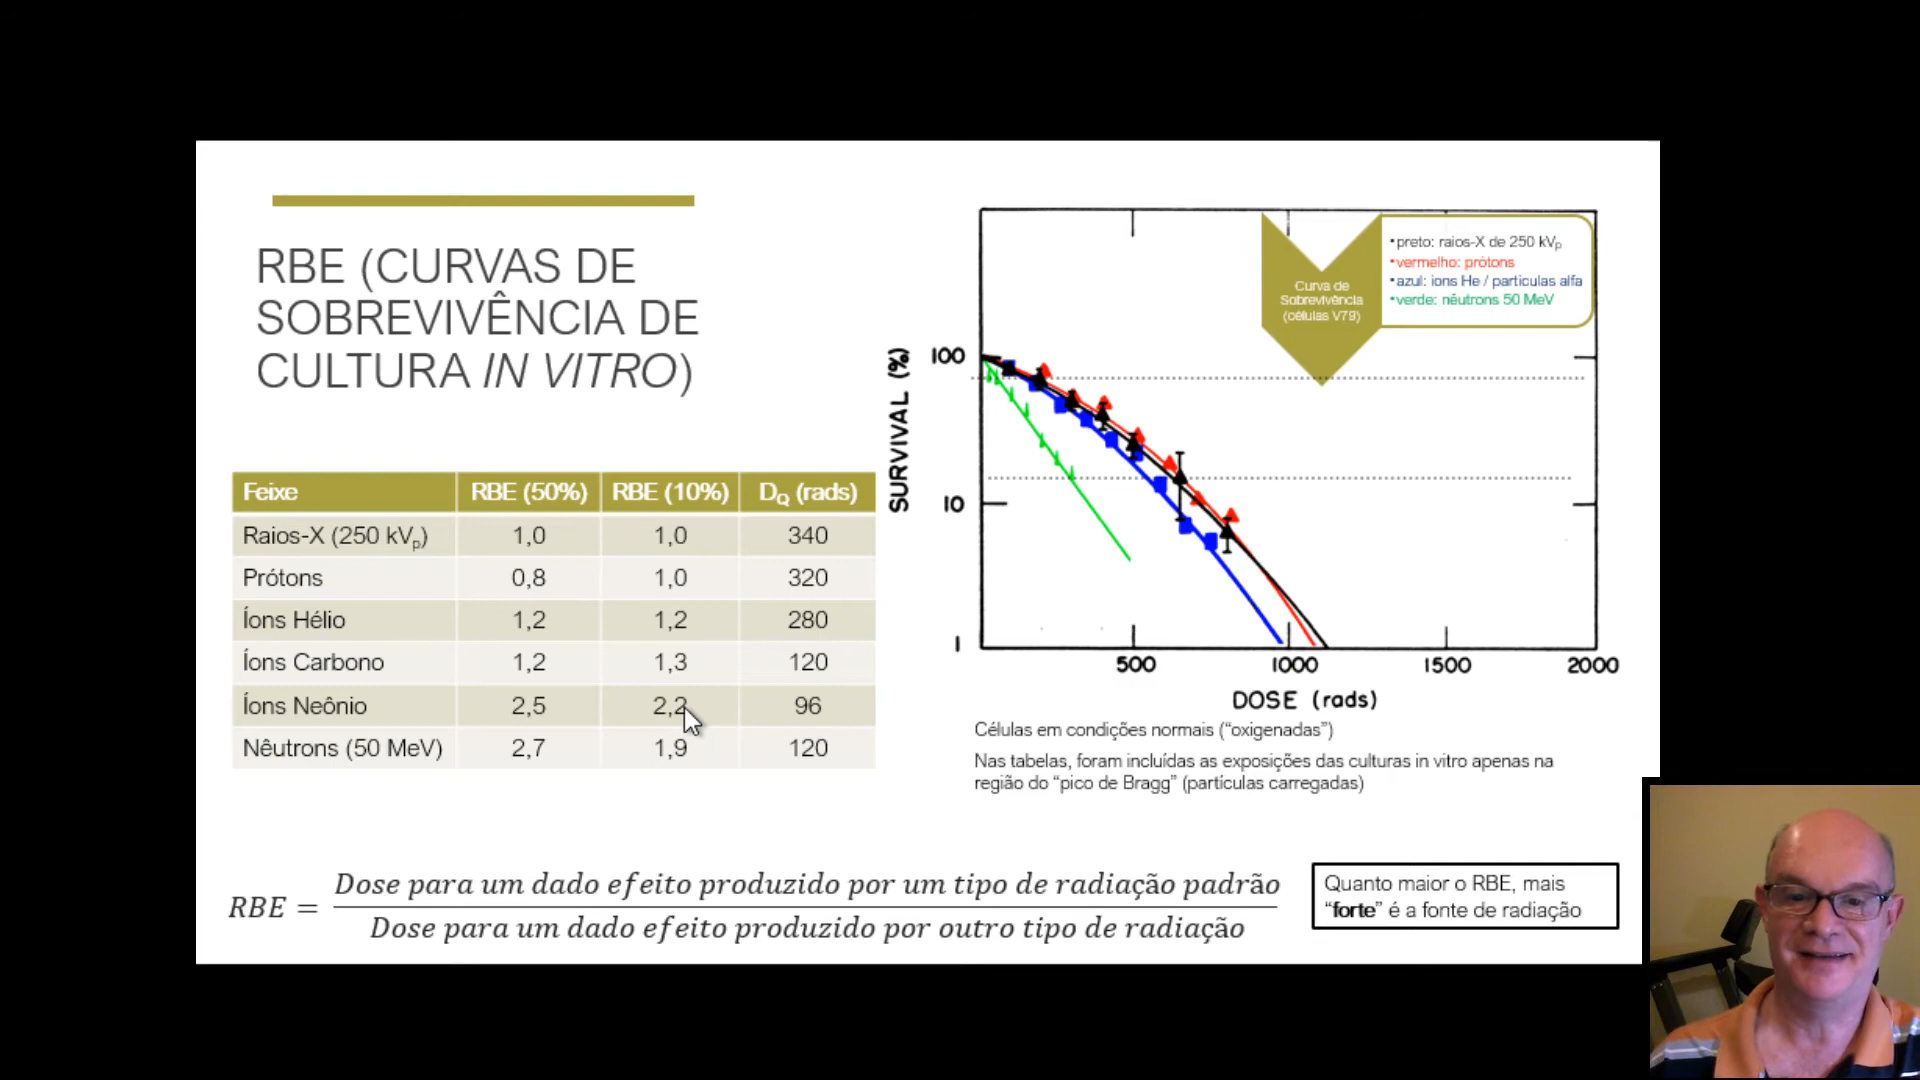 RBE (CURVAS DE
SOBREVIVÊNCIA DE
CULTURA IN VITRO)
Feixe RBE (50%) RBE (10%) DQ (rads)
Raios-X (250 kVp) 1,0 1,0 340
Prótons 0,8 1,0 320
Íons Hélio 1,2 1,2 280
Íons Carbono 1,2 1,3 120
Íons Neônio 2,5 2,2 96
Nêutrons (50 MeV) 2,7 1,9 120
Curva de
Sobrevivência
(células V79)
•preto: raios-X de 250 kVp
•vermelho: prótons
•azul: íons He / partículas alfa
•verde: nêutrons 50 MeV
SURVIVAL (%)
100
10
1
500 1000 1500 2000
DOSE (rads)
Células em condições normais (“oxigenadas”)
Nas tabelas, foram incluídas as exposições das culturas in vitro apenas na
região do “pico de Bragg” (partículas carregadas)
RBE = Dose para um dado efeito produzido por um tipo de radiação padrão
Dose para um dado efeito produzido por outro tipo de radiação
Quanto maior o RBE, mais
“forte” é a fonte de radiação